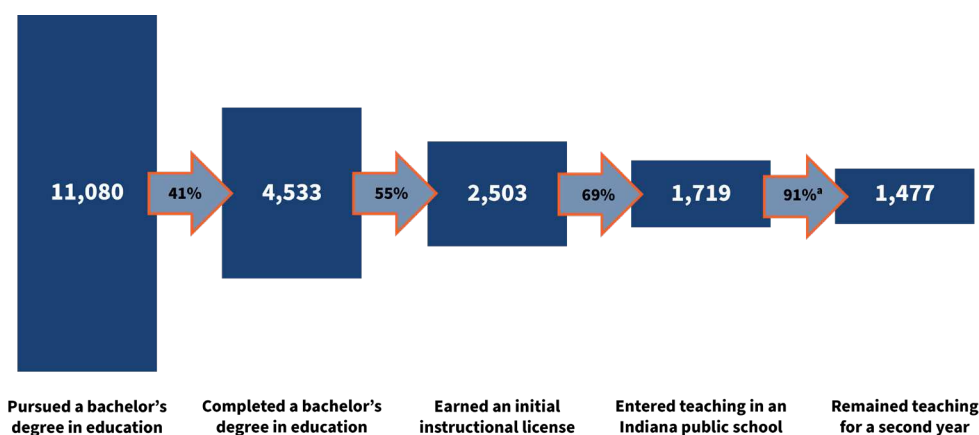 11,080
41%
4,533
55%
2,503
69%
1,719
91%ª
1,477
Pursued a bachelor’s
degree in education
Completed a bachelor’s
degree in education
Earned an initial
instructional license
Entered teaching in an
Indiana public school
Remained teaching
for a second year